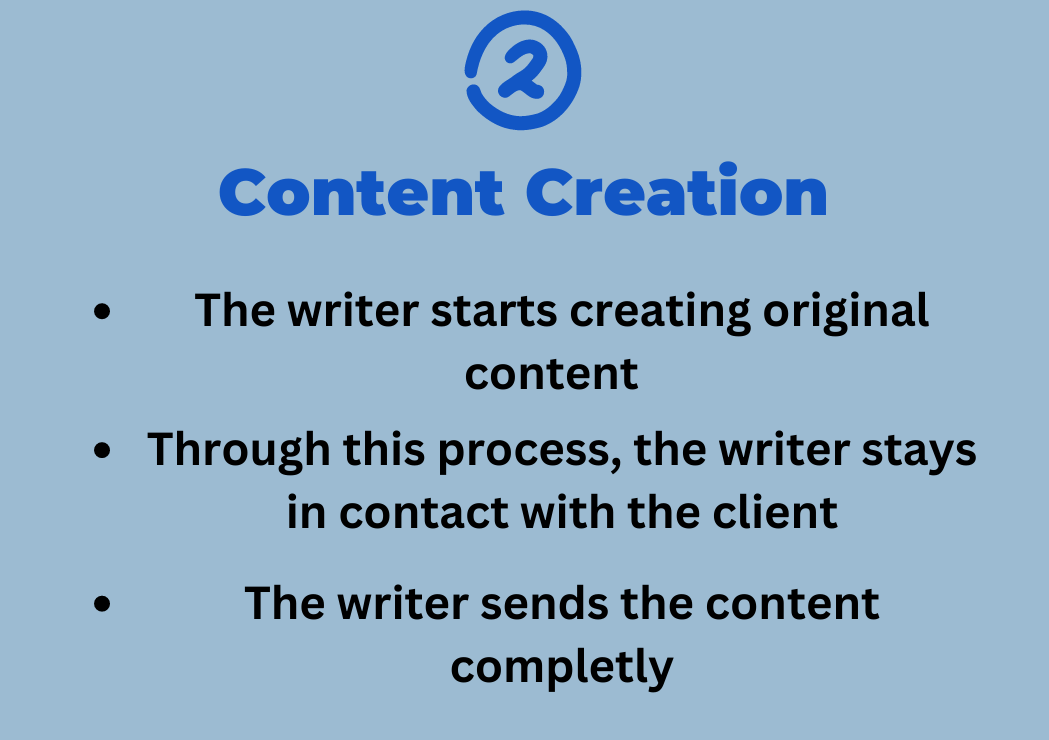 2
Content Creation
• The writer starts creating original
content
• Through this process, the writer stays
in contact with the client
• The writer sends the content
completly